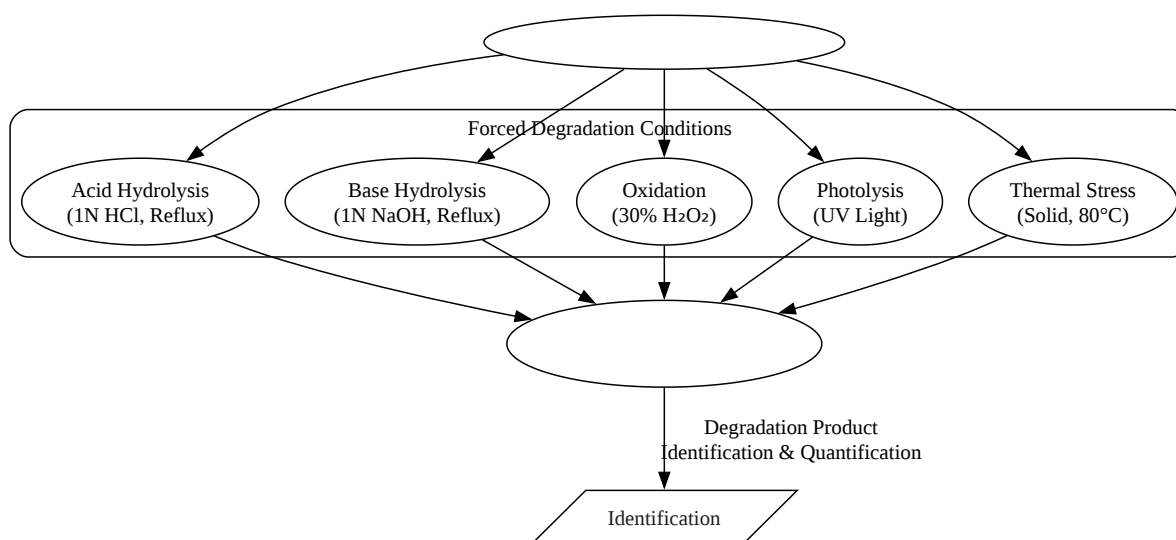 Forced Degradation Conditions
Acid Hydrolysis
(1N HCl, Reflux)
Base Hydrolysis
(1N NaOH, Reflux)
Oxidation
(30% H₂O₂)
Photolysis
(UV Light)
Thermal Stress
(Solid, 80°C)
Degradation Product
Identification & Quantification
Identification